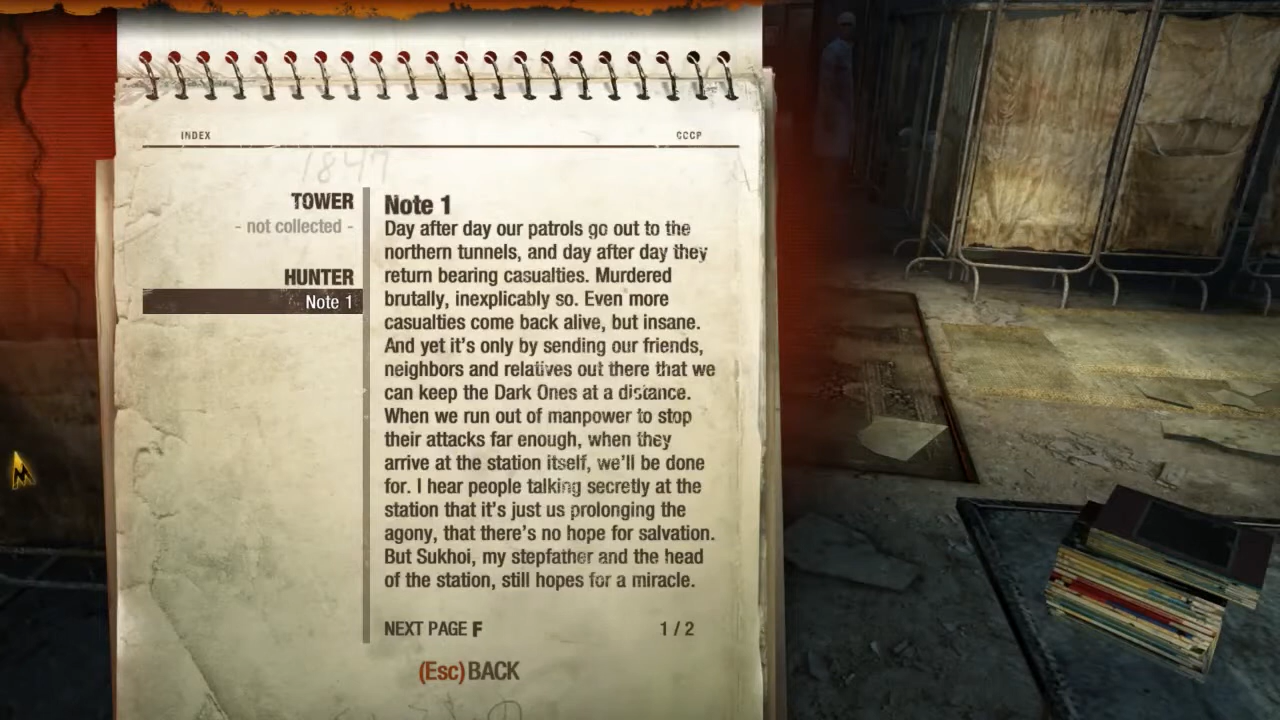 INDEX
CCCP
1847
TOWER
- not collected -
HUNTER
Note 1
Note 1
Day after day our patrols go out to the
northern tunnels, and day after day they
return bearing casualties. Murdered
brutally, inexplicably so. Even more
casualties come back alive, but insane.
And yet it's only by sending our friends,
neighbors and relatives out there that we
can keep the Dark Ones at a distance.
When we run out of manpower to stop
their attacks far enough, when they
arrive at the station itself, we'll be done
for. I hear people talking secretly at the
station that it's just us prolonging the
agony, that there's no hope for salvation.
But Sukhoi, my stepfather and the head
of the station, still hopes for a miracle.
NEXT PAGE F
1 / 2
(Esc) BACK